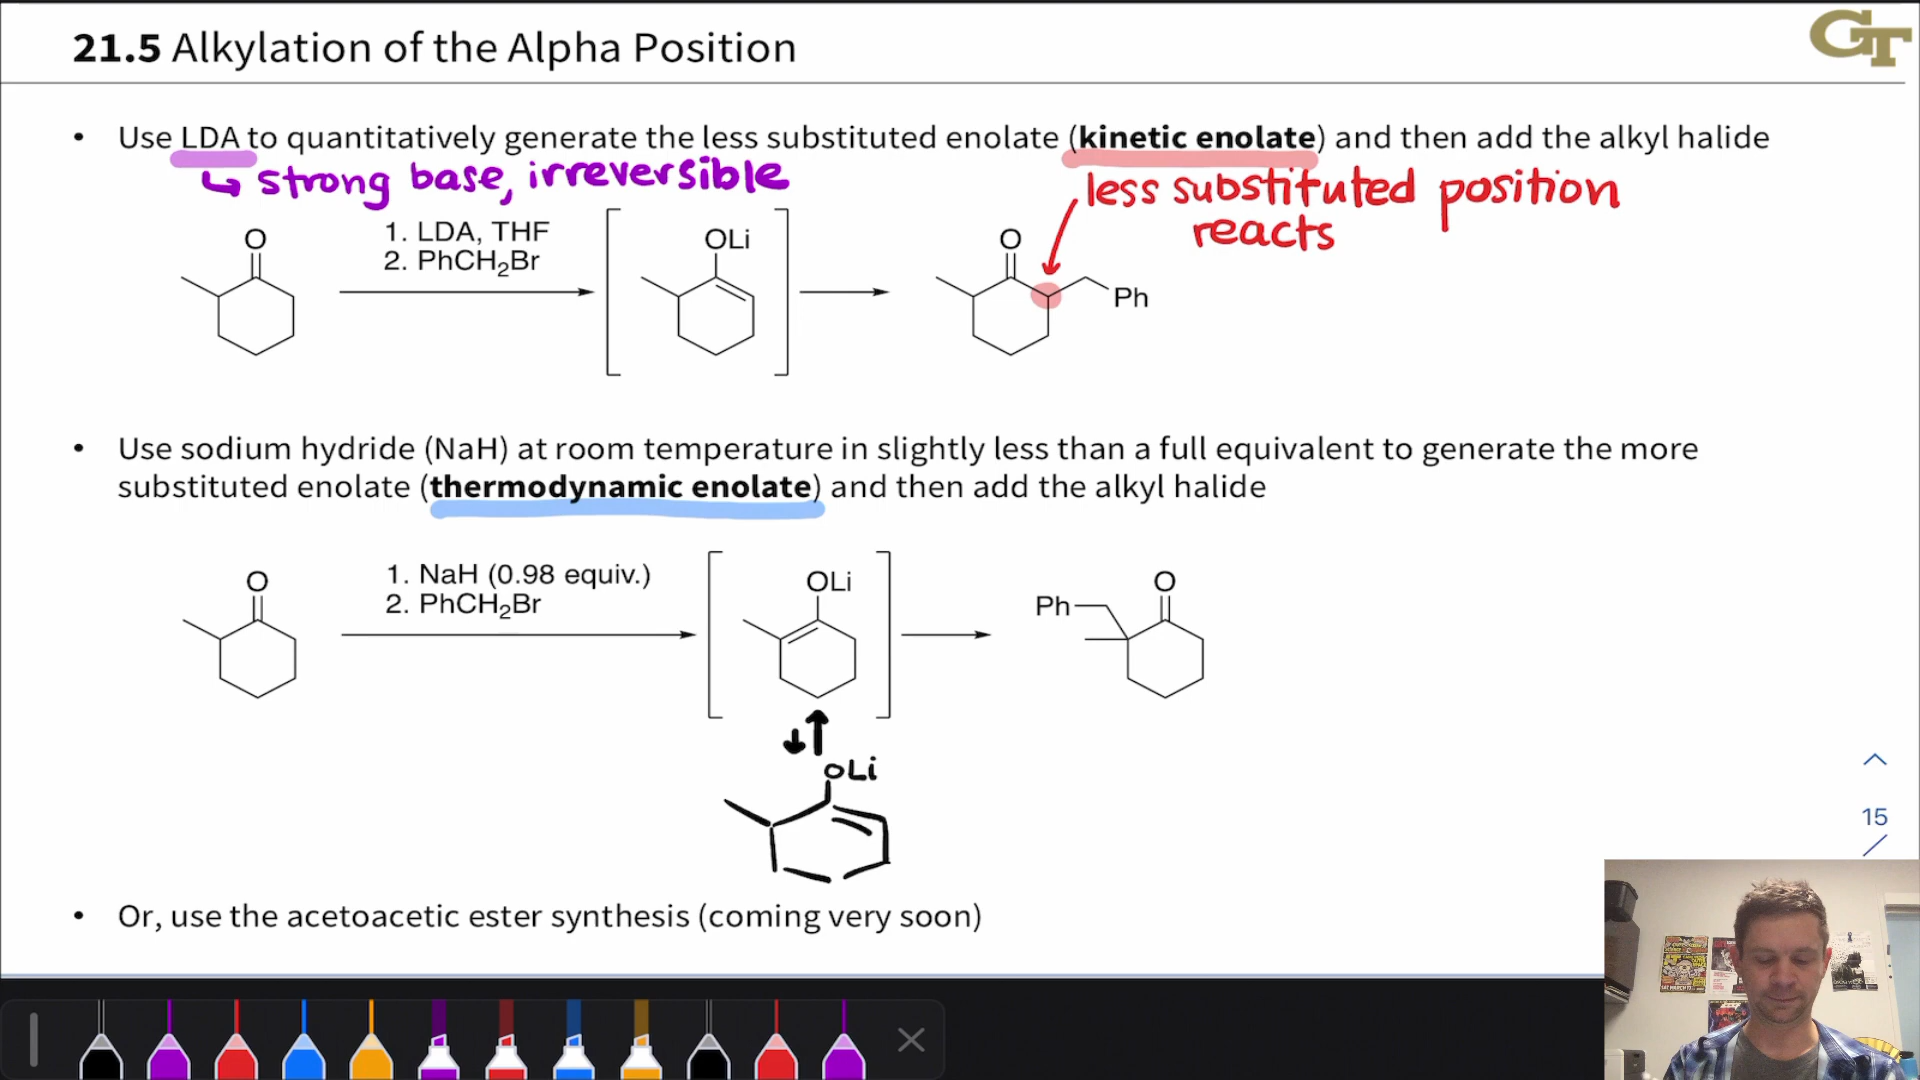 21.5 Alkylation of the Alpha Position
GT
• Use LDA to quantitatively generate the less substituted enolate (kinetic enolate) and then add the alkyl halide
↳ strong base, irreversible
less substituted position
reacts
O
1. LDA, THF
2. PhCH₂Br
OLi
O
Ph
• Use sodium hydride (NaH) at room temperature in slightly less than a full equivalent to generate the more
substituted enolate (thermodynamic enolate) and then add the alkyl halide
O
1. NaH (0.98 equiv.)
2. PhCH₂Br
OLi
Ph
O
OLi
15
• Or, use the acetoacetic ester synthesis (coming very soon)